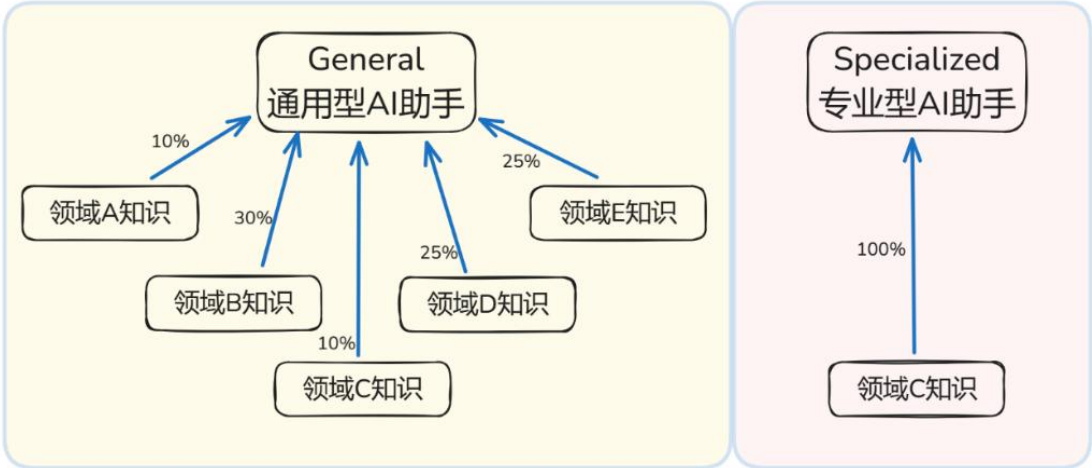 General
通用型AI助手
10%
领域A知识
30%
领域B知识
10%
领域C知识
25%
领域D知识
25%
领域E知识
Specialized
专业型AI助手
100%
领域C知识